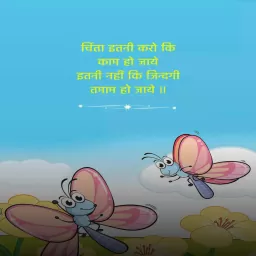 चिंता इतनी करो कि
काम हो जाये
इतनी नहीं कि जिन्दगी
तमाम हो जाये ॥